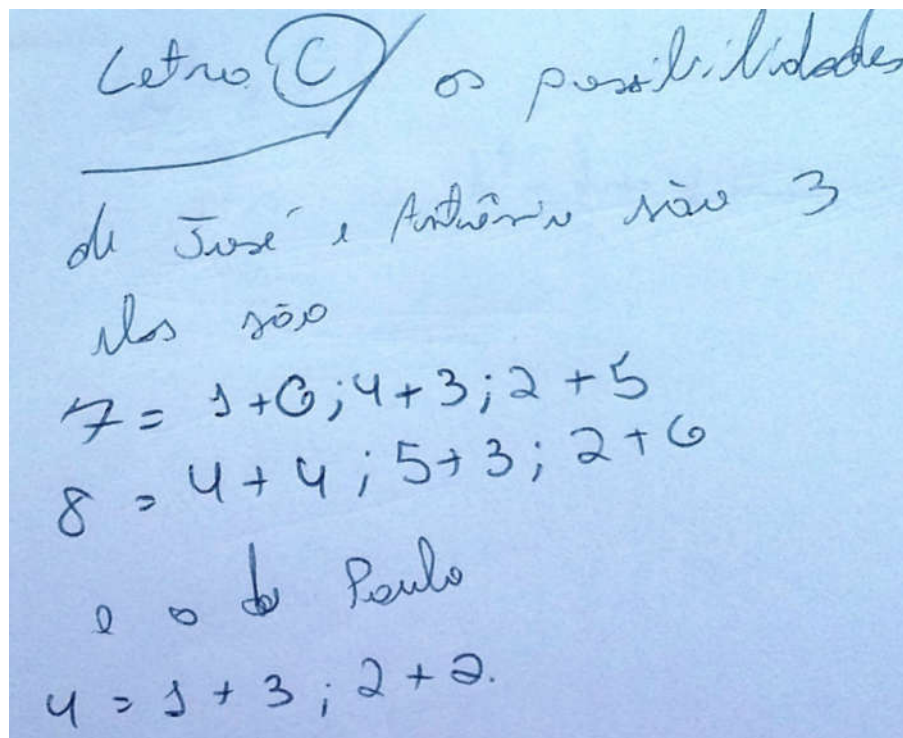 Letra C os possibilidades
de José e Antônio são 3
elas são
7 = 1+6; 4+3; 2+5
8 = 4+4; 5+3; 2+6
e o de Paulo
4 = 1+3; 2+2.